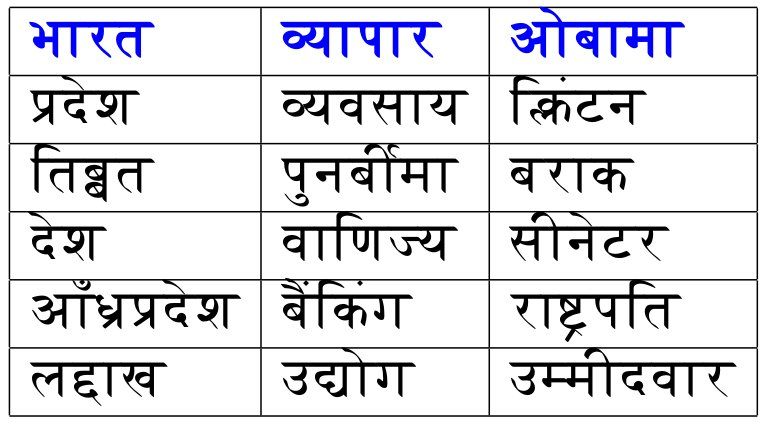 भारत व्यापार ओबामा
प्रदेश व्यवसाय क्लिंटन
तिब्बत पुनर्बीमा बराक
देश वाणिज्य सीनेटर
आँध्रप्रदेश बैंकिंग राष्ट्रपति
लद्दाख उद्योग उम्मीदवार